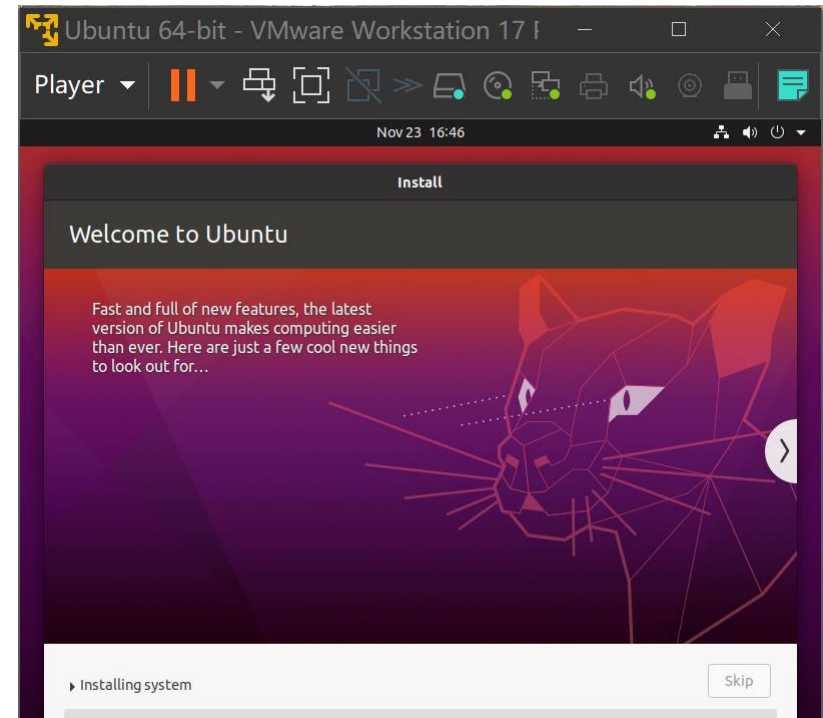 Ubuntu 64-bit - VMware Workstation 17
Player
Nov 23 16:46
Install
Welcome to Ubuntu
Fast and full of new features, the latest
version of Ubuntu makes computing easier
than ever. Here are just a few cool new things
to look out for...
Installing system
Skip